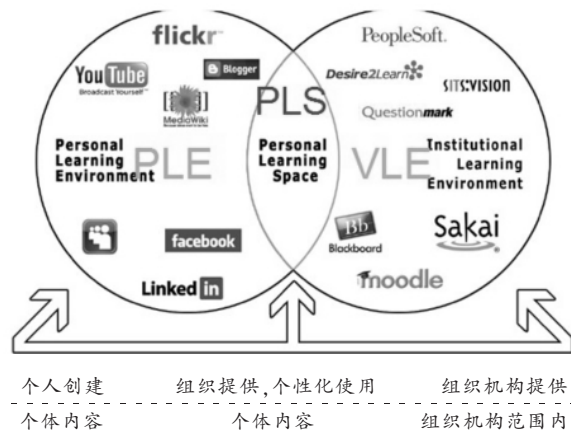 flickr™
PeopleSoft.
YouTube
Broadcast Yourself™
Blogger
Desire2Learn
SITS:VISION
MediaWiki
PLS
Questionmark
Personal
Learning
Environment
PLE
Personal
Learning
Space
VLE
Institutional
Learning
Environment
facebook
Bb
Blackboard
Sakai
Linked in
moodle
个人创建 组织提供,个性化使用 组织机构提供
个体内容 个体内容 组织机构范围内